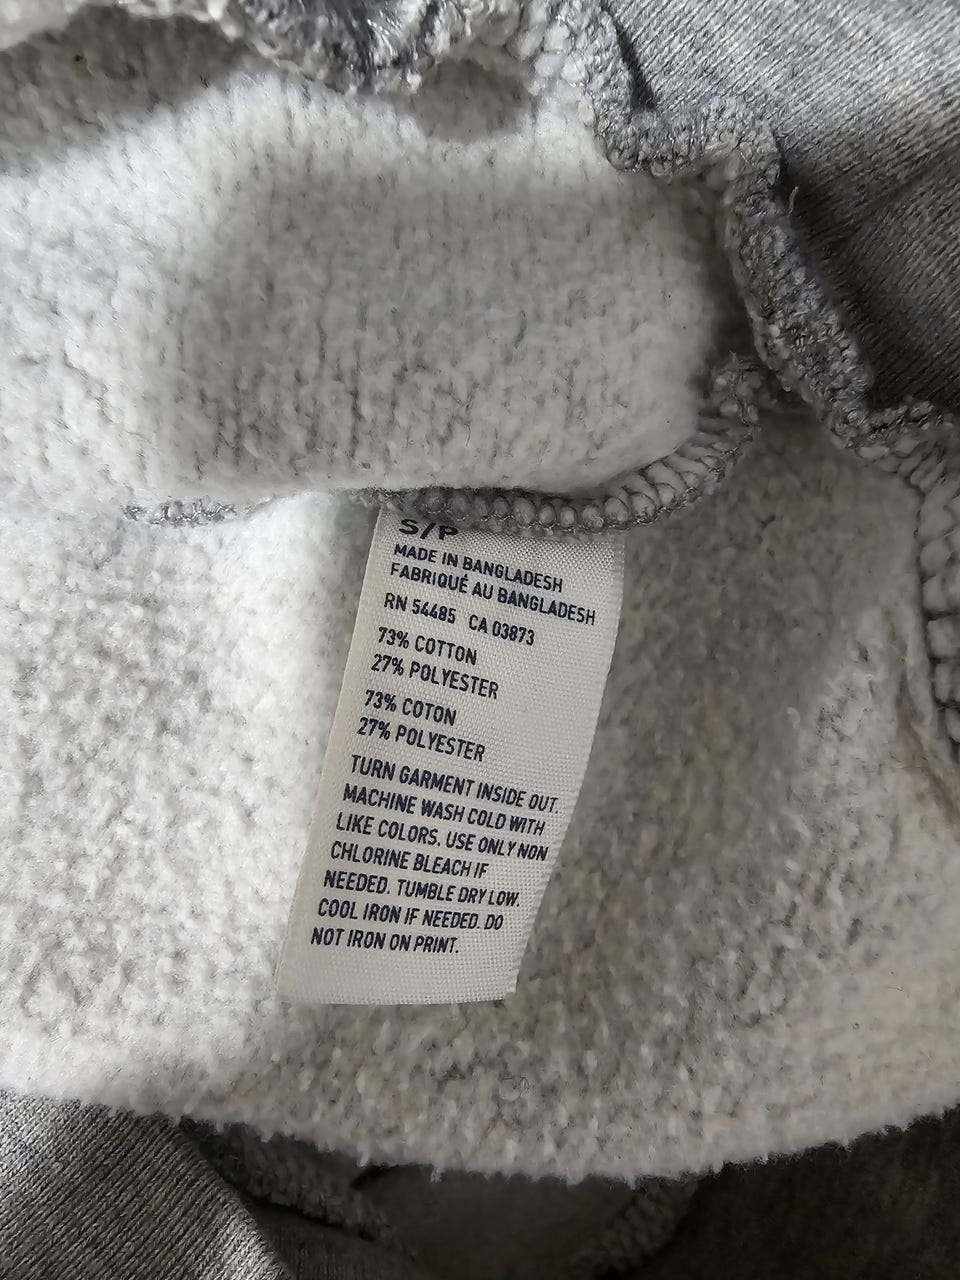 S/P
MADE IN BANGLADESH
FABRIQUÉ AU BANGLADESH
RN 54485 CA 03873
73% COTTON
27% POLYESTER
73% COTON
27% POLYESTER
TURN GARMENT INSIDE OUT.
MACHINE WASH COLD WITH
LIKE COLORS. USE ONLY NON
CHLORINE BLEACH IF
NEEDED. TUMBLE DRY LOW.
COOL IRON IF NEEDED. DO
NOT IRON ON PRINT.